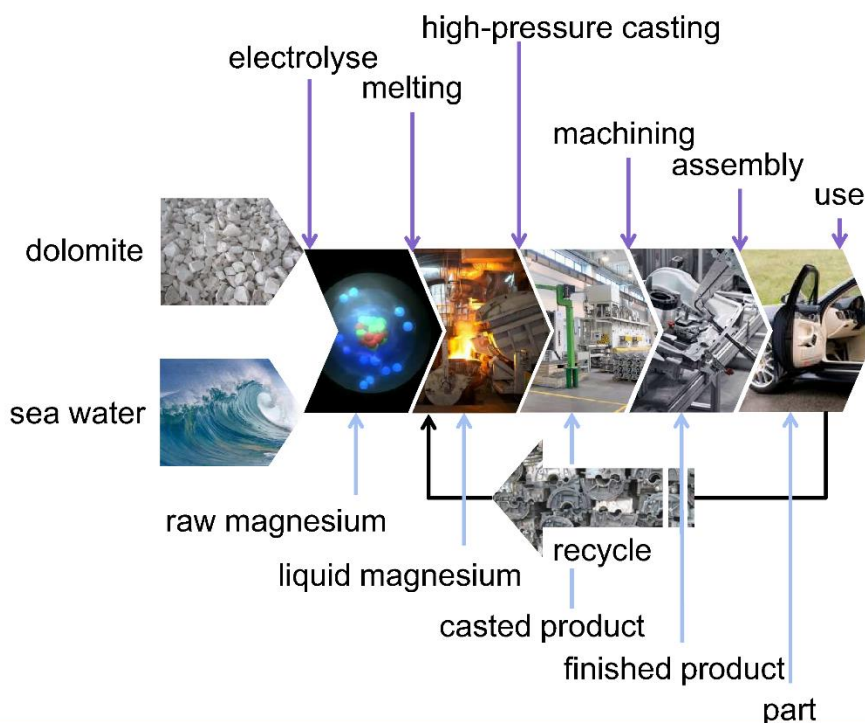 high-pressure casting
electrolyse
melting
machining
assembly
use
dolomite
sea water
raw magnesium
recycle
liquid magnesium
casted product
finished product
part